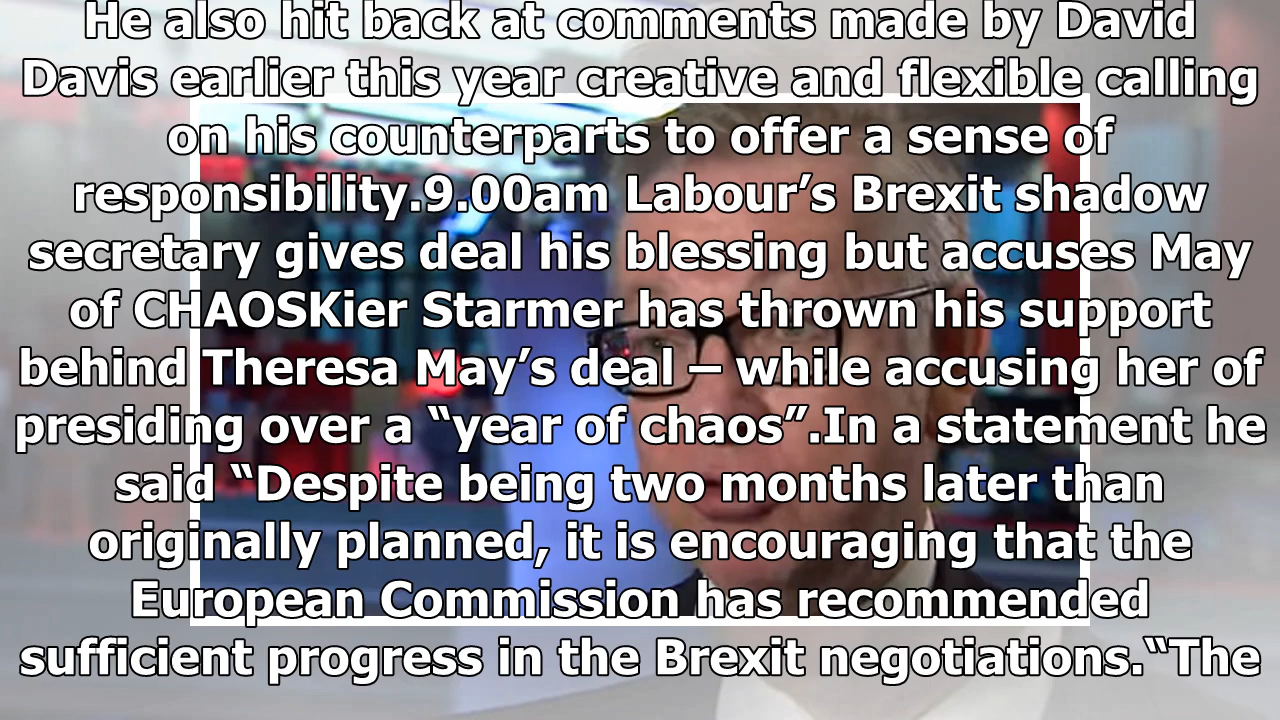 He also hit back at comments made by David
Davis earlier this year creative and flexible calling
on his counterparts to offer a sense of
responsibility.9.00am Labour’s Brexit shadow
secretary gives deal his blessing but accuses May
of CHAOSKier Starmer has thrown his support
behind Theresa May’s deal – while accusing her of
presiding over a “year of chaos”.In a statement he
said “Despite being two months later than
originally planned, it is encouraging that the
European Commission has recommended
sufficient progress in the Brexit negotiations.“The